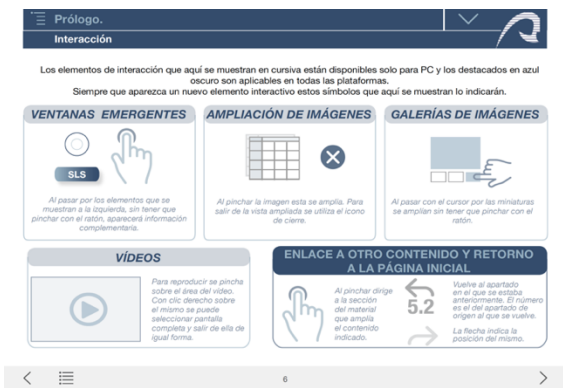 Prólogo.
Interacción
Los elementos de interacción que aquí se muestran en cursiva están disponibles solo para PC y los destacados en azul
oscuro son aplicables en todas las plataformas.
Siempre que aparezca un nuevo elemento interactivo estos símbolos que aquí se muestran lo indicarán.
VENTANAS EMERGENTES
SLS
Al pasar por los elementos que se
muestran a la izquierda, sin tener que
pinchar con el ratón, aparecerá información
complementaria.
AMPLIACIÓN DE IMÁGENES
Al pinchar la imagen esta se amplia. Para
salir de la vista ampliada se utiliza el icono
de cierre.
GALERÍAS DE IMÁGENES
Al pasar con el cursor por las miniaturas
se amplían sin tener que pinchar con el
ratón.
VÍDEOS
Para reproducir se pincha
sobre el área del vídeo.
Con clic derecho sobre
el mismo se puede
seleccionar pantalla
completa y salir de ella de
igual forma.
ENLACE A OTRO CONTENIDO Y RETORNO
A LA PÁGINA INICIAL
Al pinchar dirige
a la sección
del material
que amplía
el contenido
indicado.
5.2
Vuelve al apartado
en el que se estaba
anteriormente. El número
es el del apartado de
origen al que se vuelve.
La flecha indica la
posición del mismo.
6